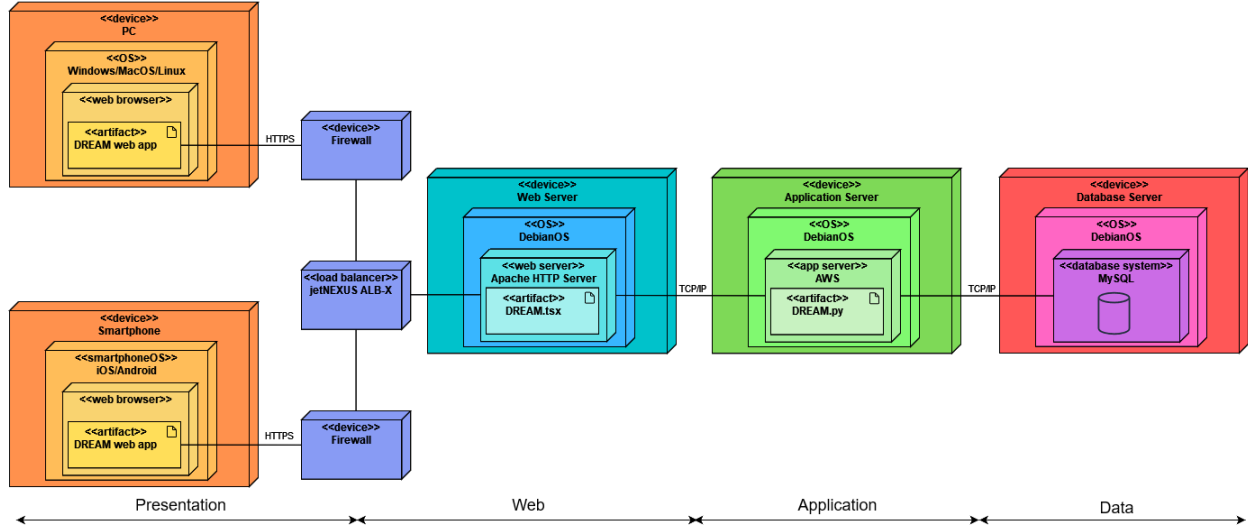 <<device>>
PC
<<OS>>
Windows/MacOS/Linux
<<web browser>>
<<artifact>>
DREAM web app
HTTPS
<<device>>
Firewall
<<load balancer>>
jetNEXUS ALB-X
<<device>>
Smartphone
<<smartphoneOS>>
iOS/Android
<<web browser>>
<<artifact>>
DREAM web app
HTTPS
<<device>>
Firewall
<<device>>
Web Server
<<OS>>
DebianOS
<<web server>>
Apache HTTP Server
<<artifact>>
DREAM.tsx
TCP/IP
<<device>>
Application Server
<<OS>>
DebianOS
<<app server>>
AWS
<<artifact>>
DREAM.py
TCP/IP
<<device>>
Database Server
<<OS>>
DebianOS
<<database system>>
MySQL
Presentation
Web
Application
Data